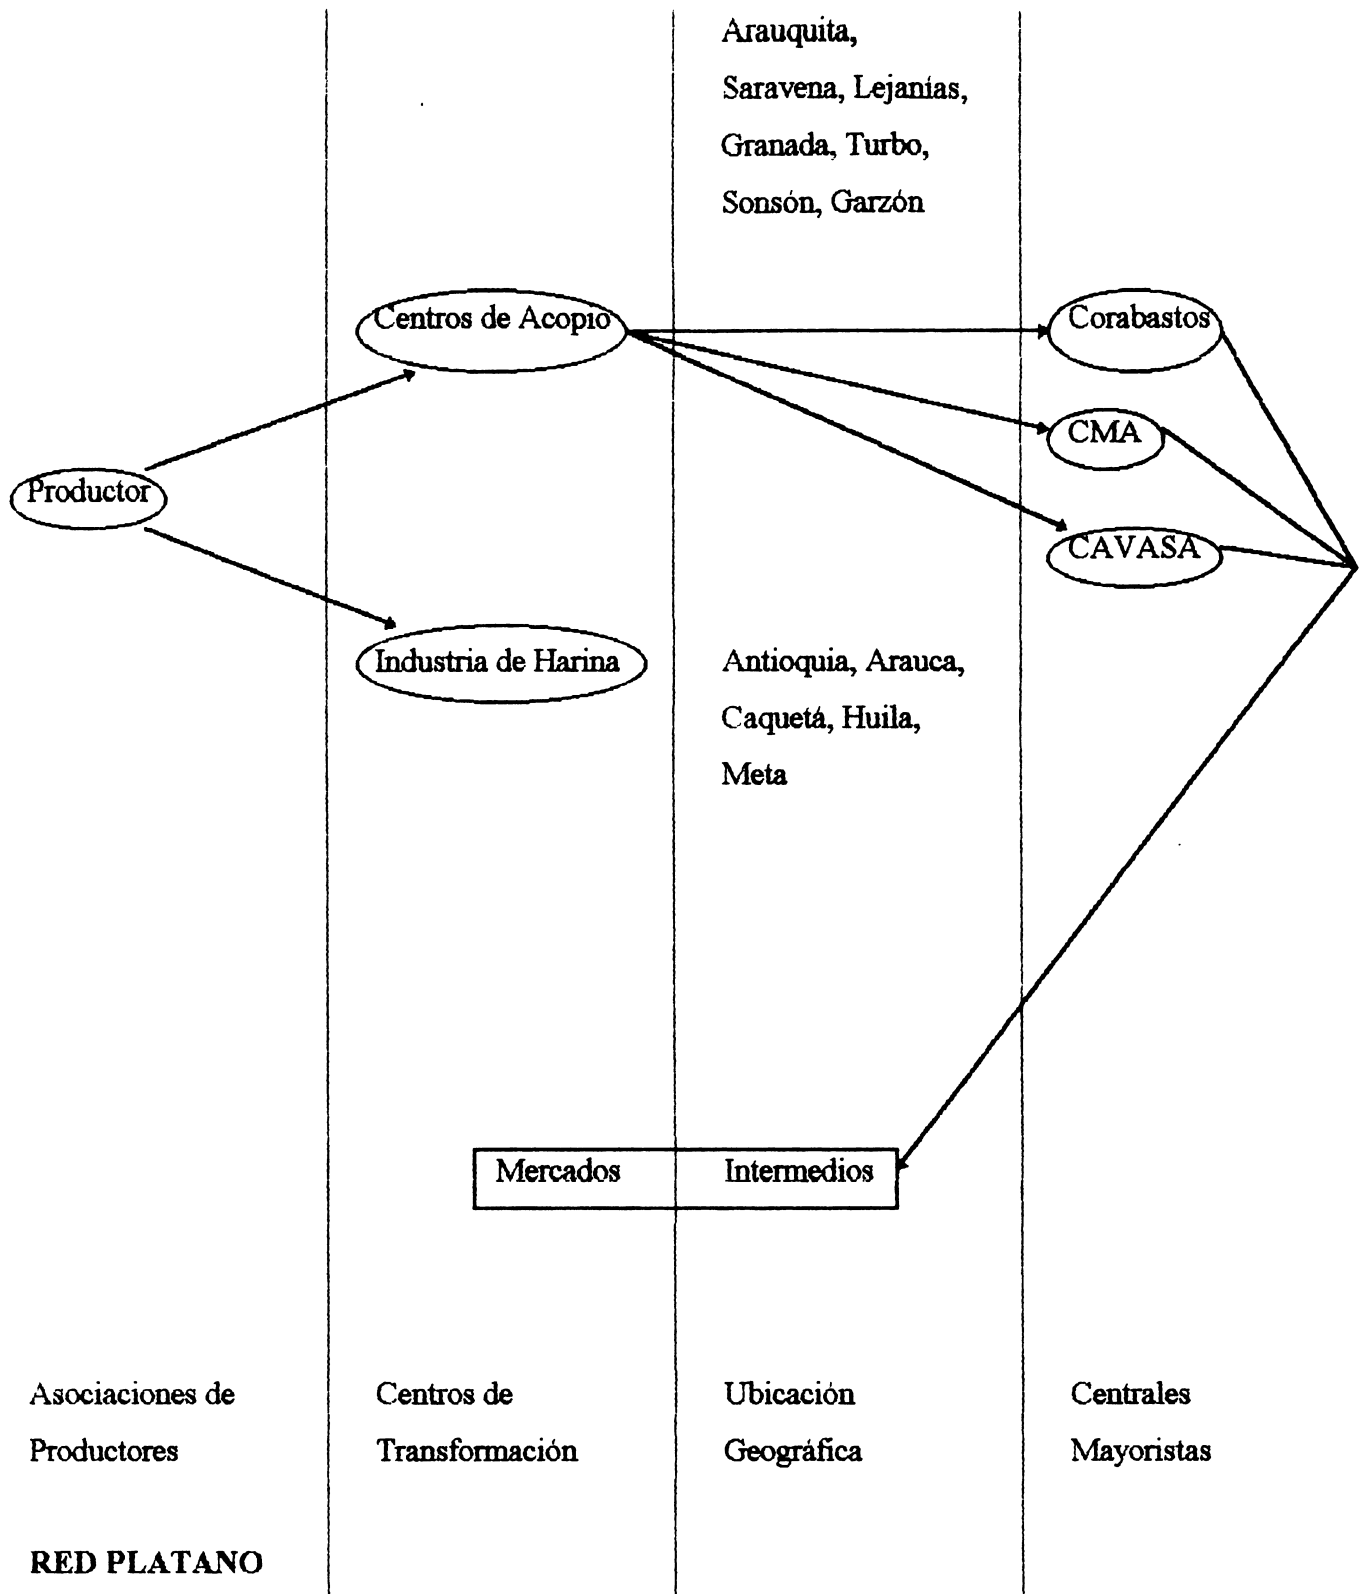 Arauquita,
Saravena, Lejanías,
Granada, Turbo,
Sonsón, Garzón
Centros de Acopio
Corabastos
CMA
Productor
CAVASA
Industria de Harina
Antioquia, Arauca,
Caquetá, Huila,
Meta
Mercados Intermedios
Asociaciones de
Productores
Centros de
Transformación
Ubicación
Geográfica
Centrales
Mayoristas
RED PLATANO